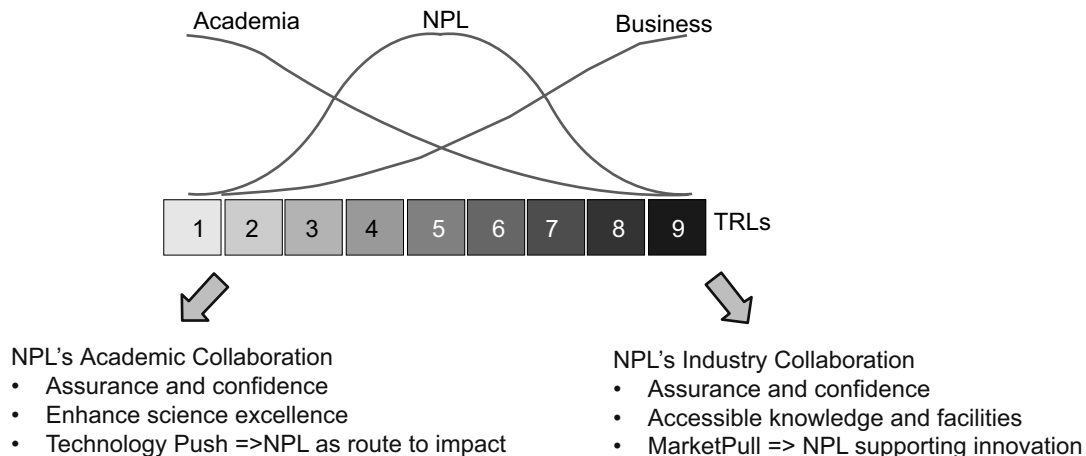 Academia NPL Business
1 2 3 4 5 6 7 8 9 TRLs
NPL's Academic Collaboration
• Assurance and confidence
• Enhance science excellence
• Technology Push =>NPL as route to impact
NPL's Industry Collaboration
• Assurance and confidence
• Accessible knowledge and facilities
• MarketPull => NPL supporting innovation